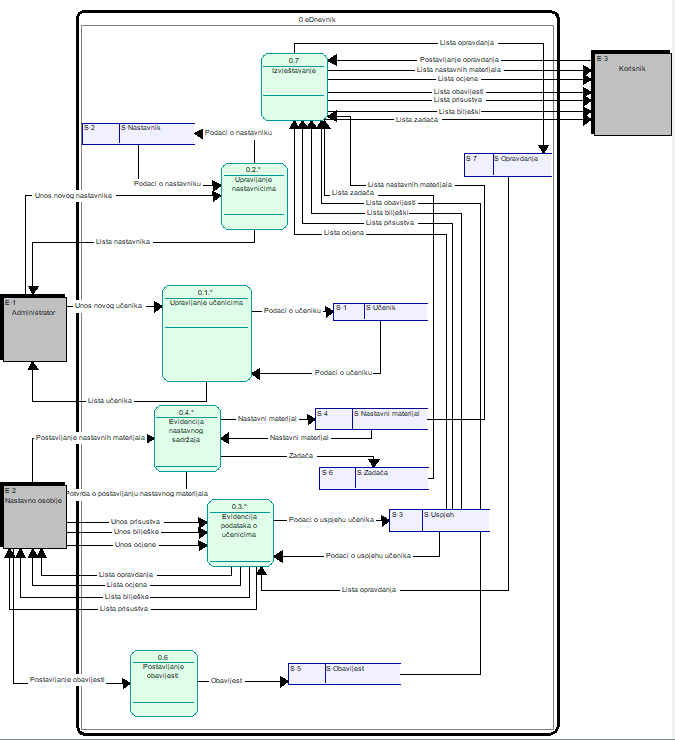 0 eDnevnik
Lista opravdanja
0.7
Izvještavanje
Postavljanje opravdanja
Lista nastavnih materijala
Lista ocjena
Lista obavijesti
Lista prisustva
Lista bilješki
Lista zadaća
E 3
Korisnik
S 2
S Nastavnik
Podaci o nastavniku
S 7
S Opravdanja
0.2.*
Upravljanje
nastavnicima
Podaci o nastavniku
Unos novog nastavnika
Lista nastavnih materijala
Lista zadaća
Lista obavijesti
Lista bilješki
Lista prisustva
Lista ocjena
Lista nastavnika
0.1.*
Upravljanje učenicima
E 1
Administrator
Unos novog učenika
Podaci o učeniku
S 1
S Učenik
Podaci o učeniku
Lista učenika
0.4.*
Evidencija
nastavnog
sadržaja
Nastavni materijal
S 4
S Nastavni materijal
Postavljanje nastavnih materijala
Nastavni materijal
Zadaća
S 6
S Zadaća
E 2
Nastavno osoblje
Potvrda o postavljanju nastavnog materijala
0.3.*
Evidencija
podataka o
učenicima
Unos prisustva
Unos bilješke
Unos ocjene
Podaci o uspjehu učenika
S 3
S Uspjeh
Podaci o uspjehu učenika
Lista opravdanja
Lista ocjena
Lista bilješke
Lista prisustva
Lista opravdanja
0.6
Postavljanje
obavijesti
Postavljanje obavijesti
Obavijest
S 5
S Obavijest